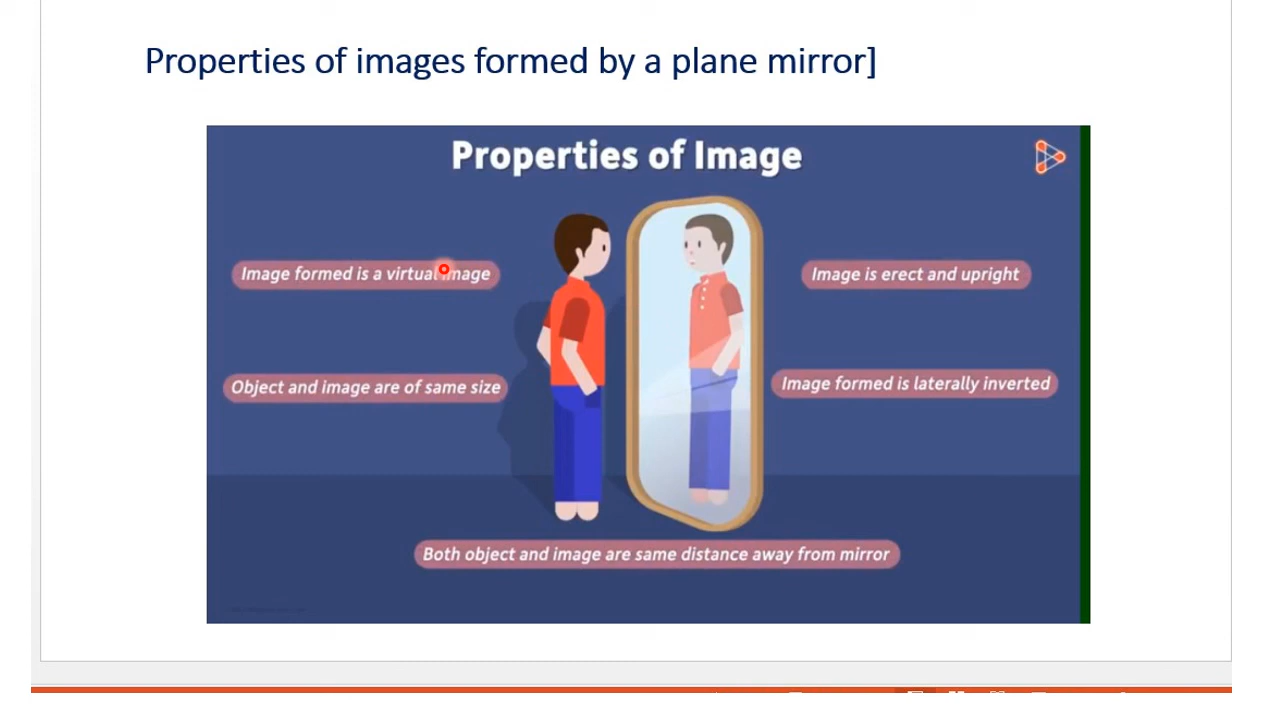 Properties of images formed by a plane mirror]
Properties of Image
Image formed is a virtual image
Image is erect and upright
Object and image are of same size
Image formed is laterally inverted
Both object and image are same distance away from mirror